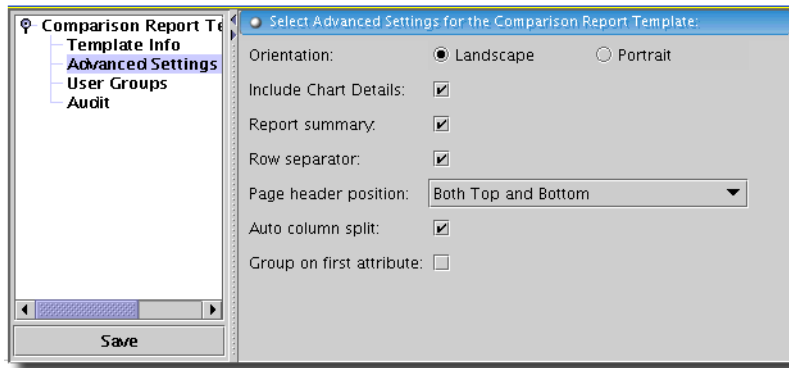 Comparison Report Te
Template Info
Advanced Settings
User Groups
Audit
Save
Select Advanced Settings for the Comparison Report Template:
Orientation: Landscape Portrait
Include Chart Details:
Report summary:
Row separator:
Page header position: Both Top and Bottom
Auto column split:
Group on first attribute: